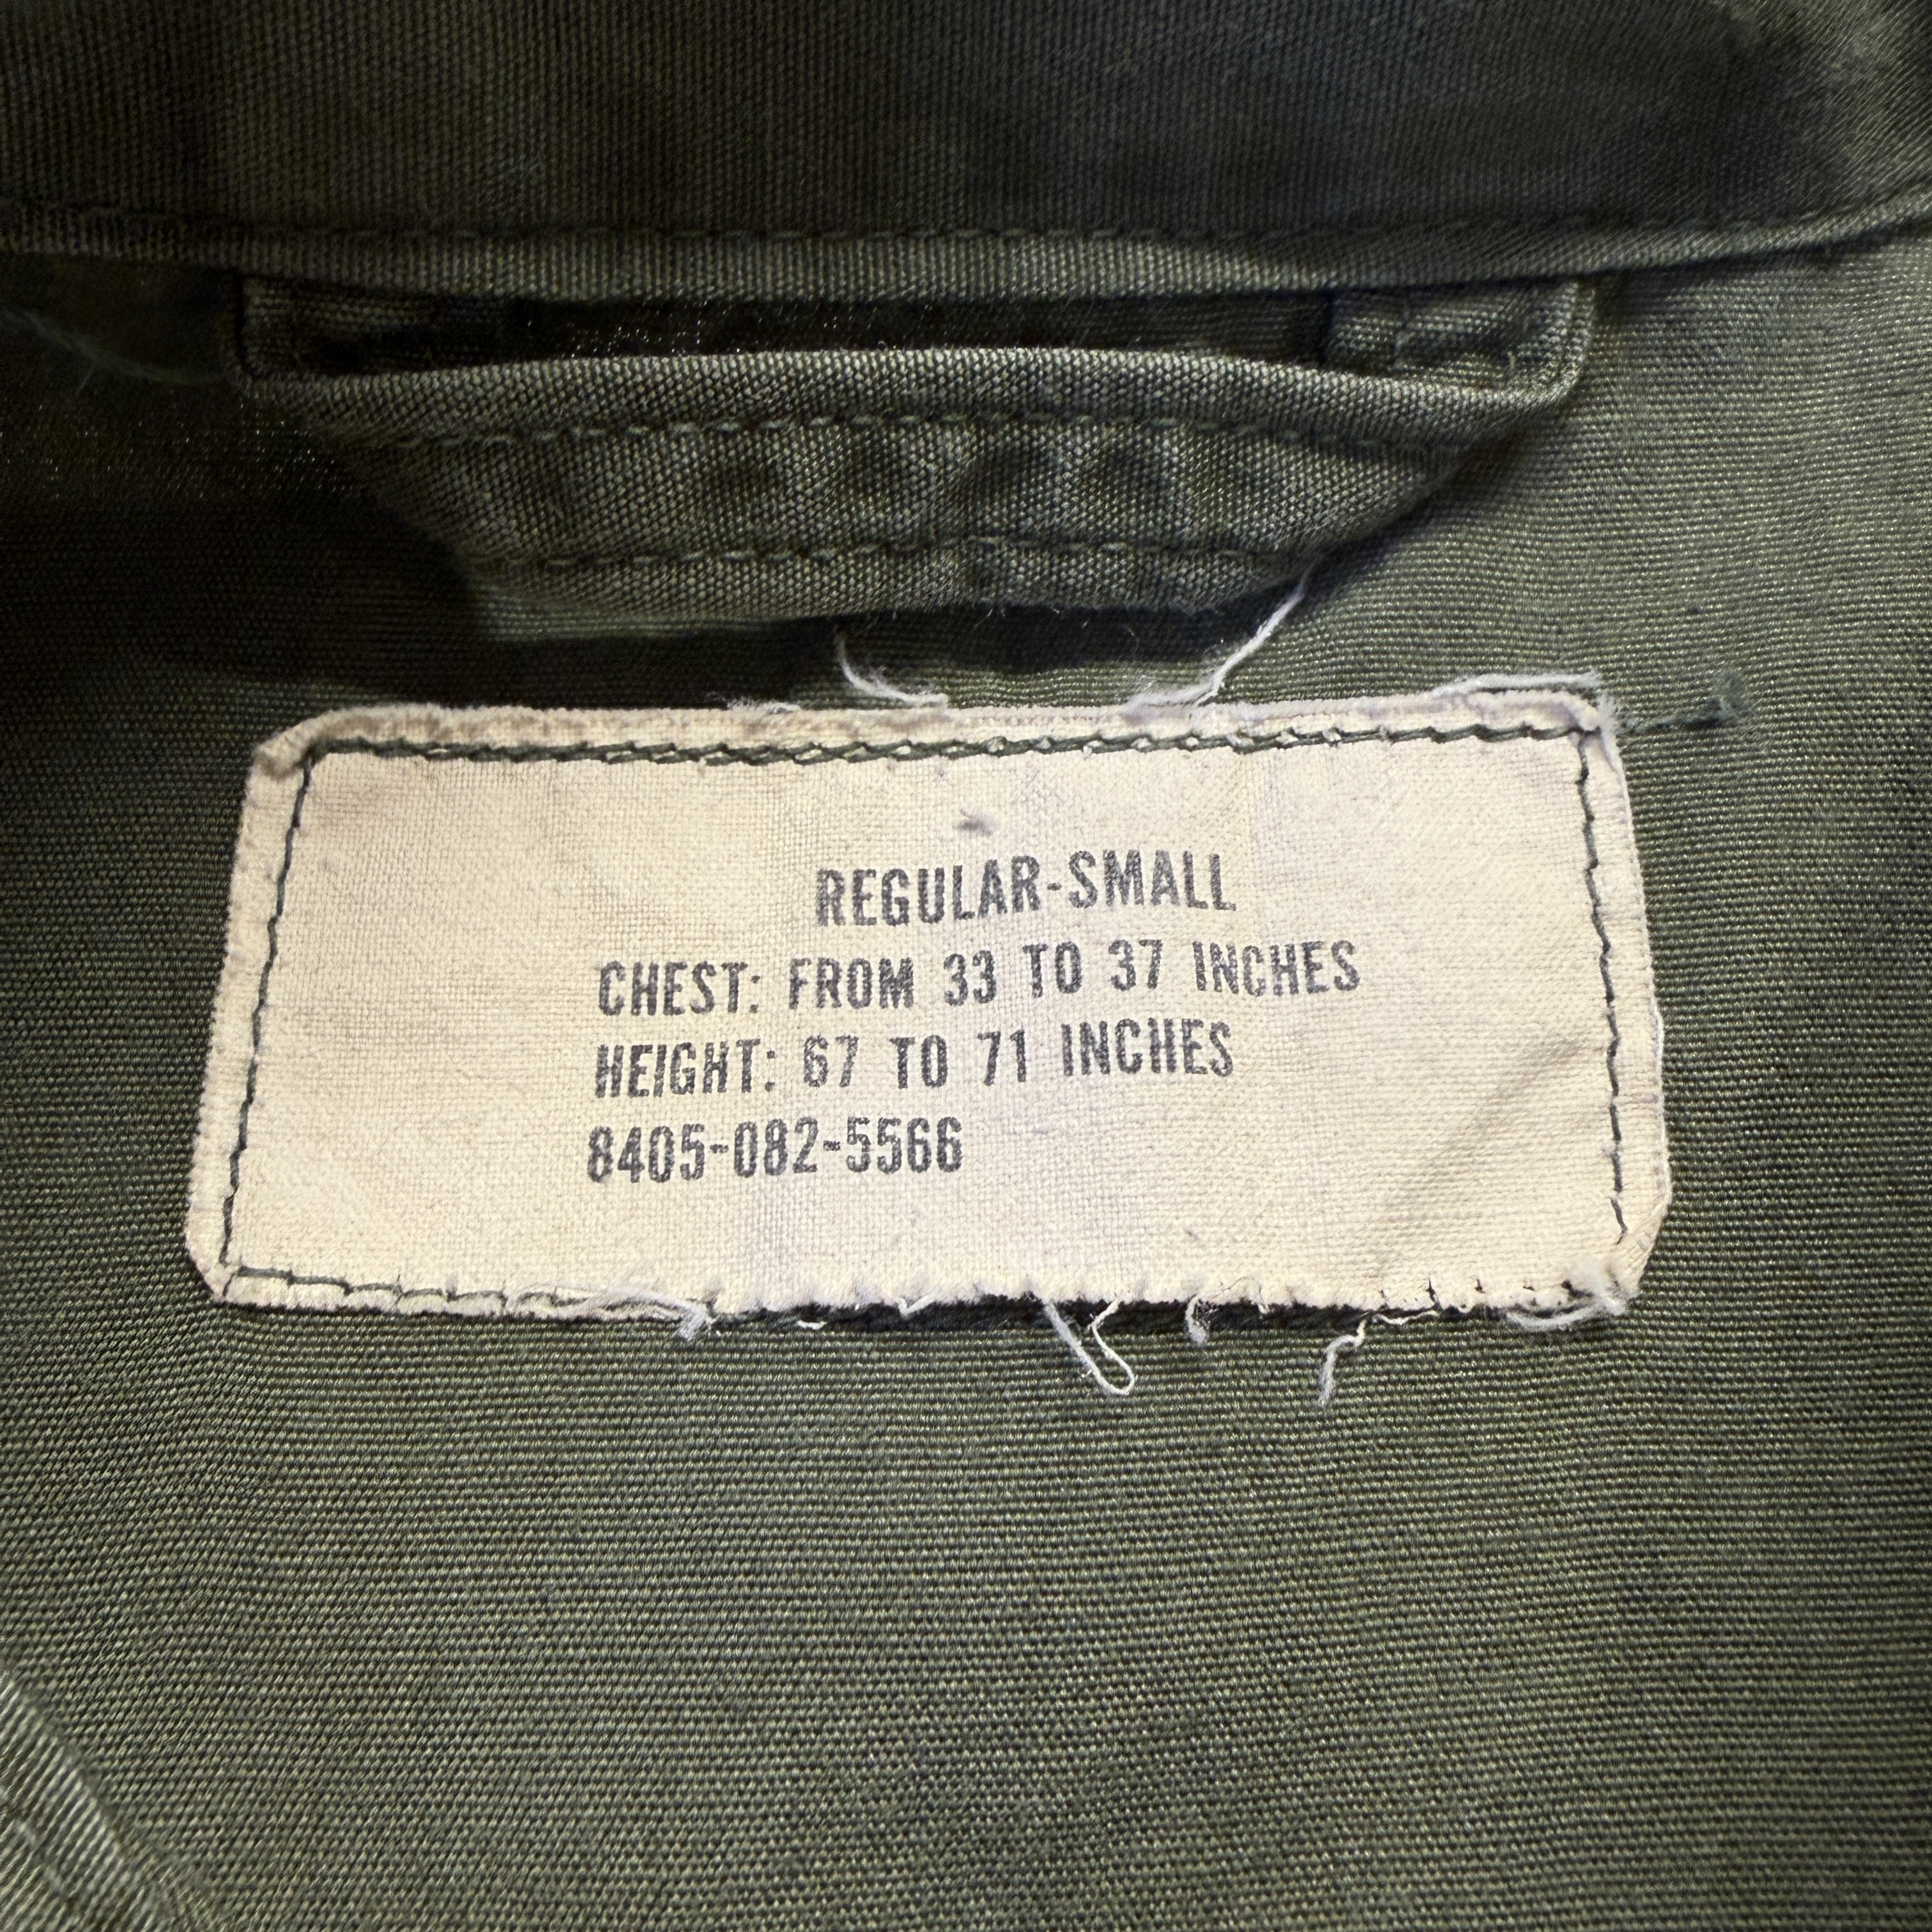 REGULAR-SMALL
CHEST: FROM 33 TO 37 INCHES
HEIGHT: 67 TO 71 INCHES
8405-082-5566